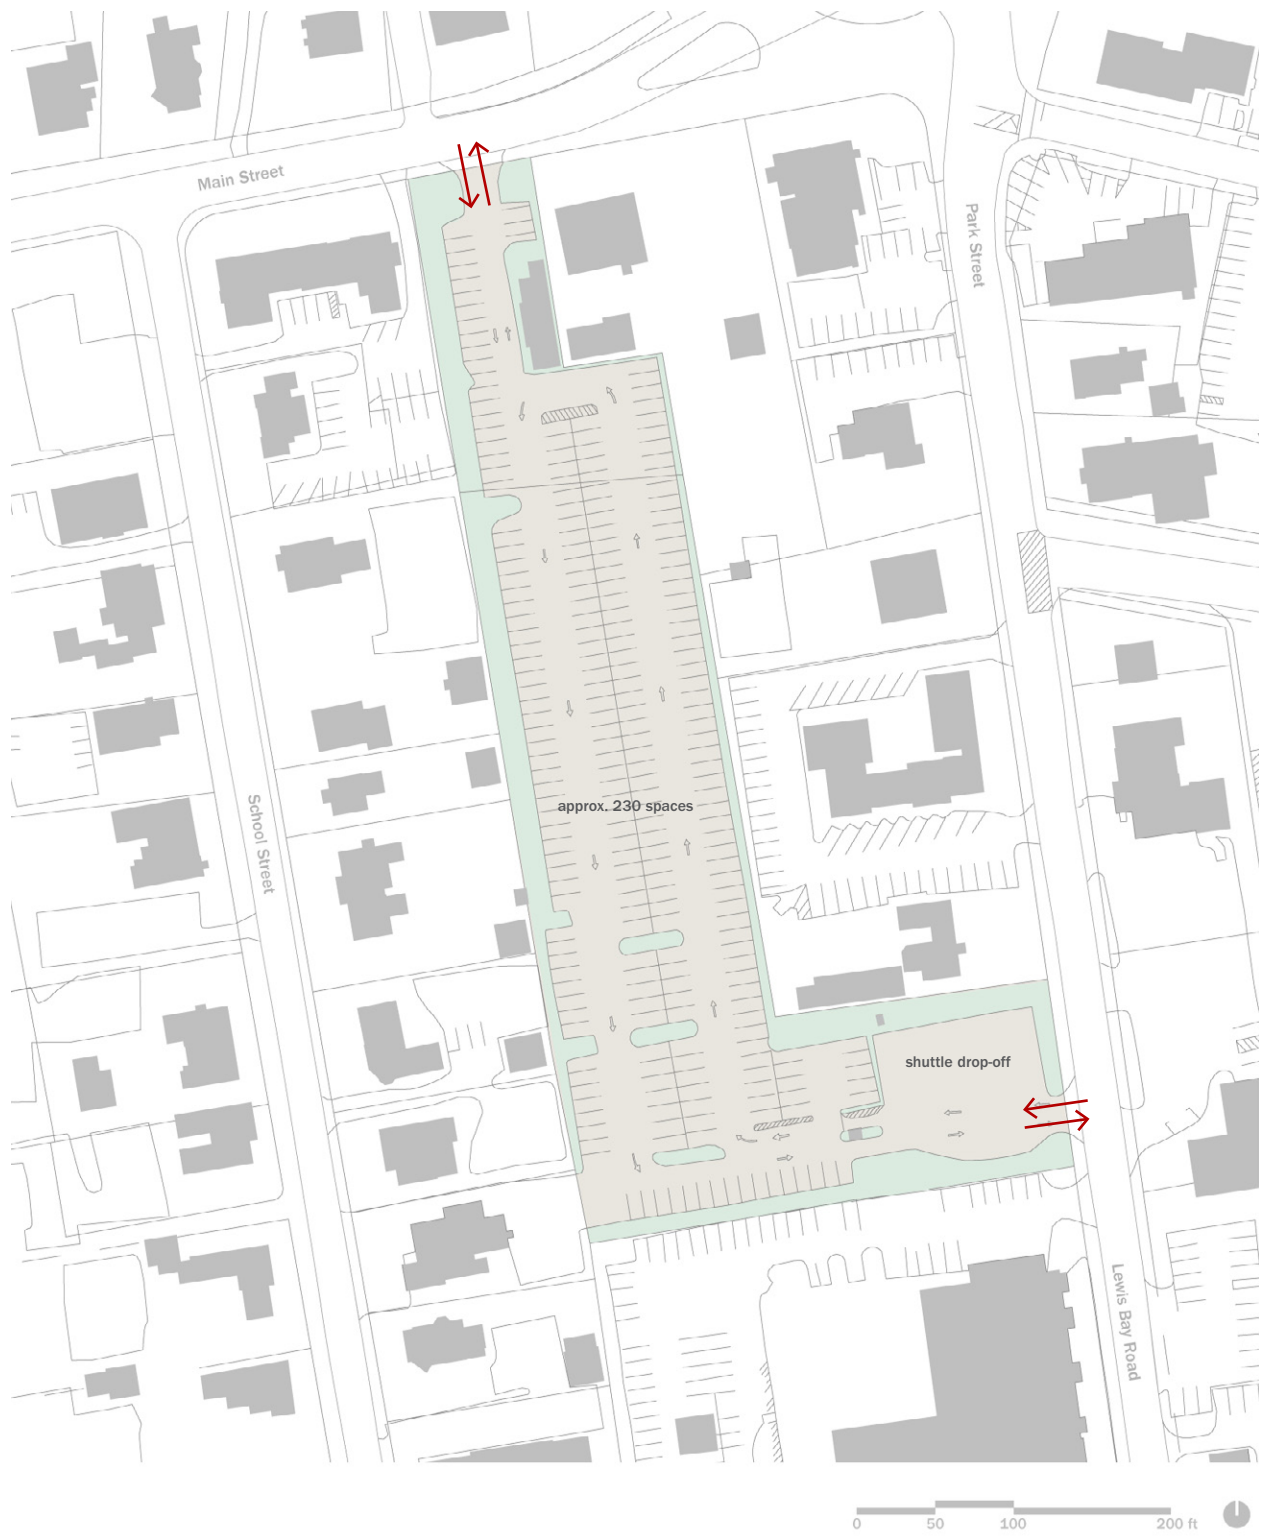 Main Street
Park Street
School Street
approx. 230 spaces
shuttle drop-off
Lewis Bay Road
0 50 100 200 ft